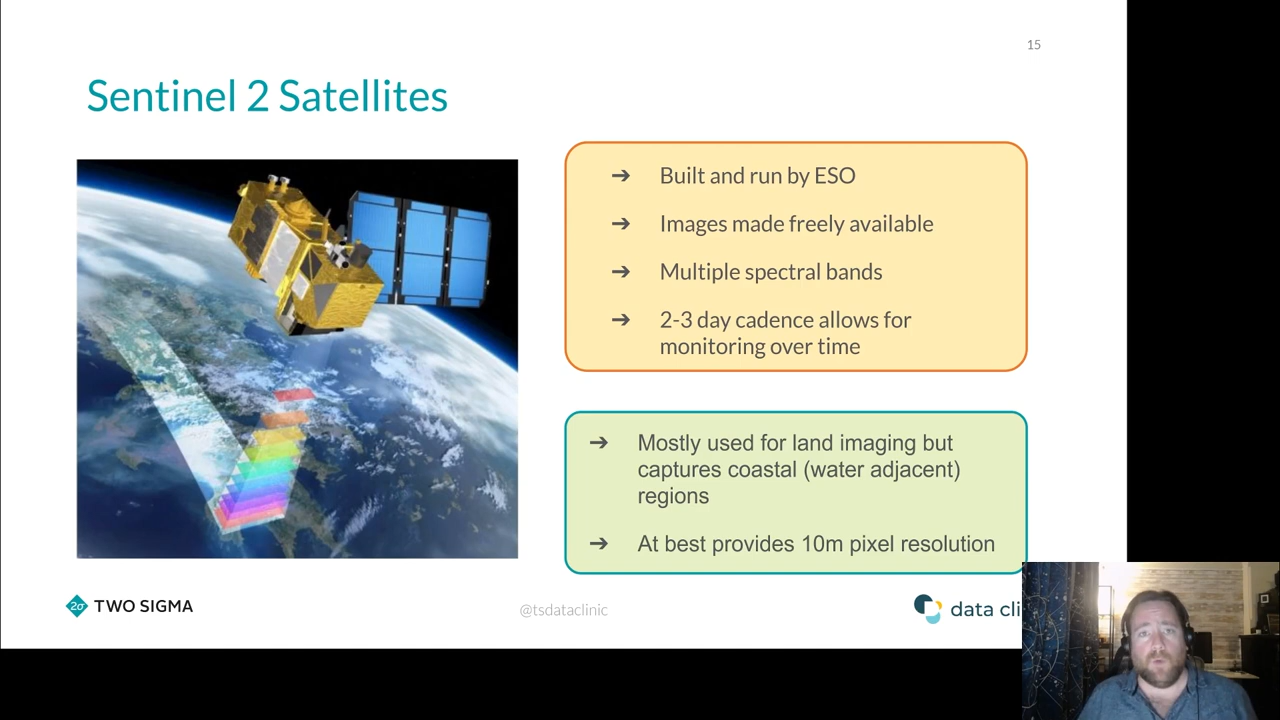 15
Sentinel 2 Satellites
➔ Built and run by ESO
➔ Images made freely available
➔ Multiple spectral bands
➔ 2-3 day cadence allows for
monitoring over time
➔ Mostly used for land imaging but
captures coastal (water adjacent)
regions
➔ At best provides 10m pixel resolution
2σ TWO SIGMA
@tsdataclinic
data cli